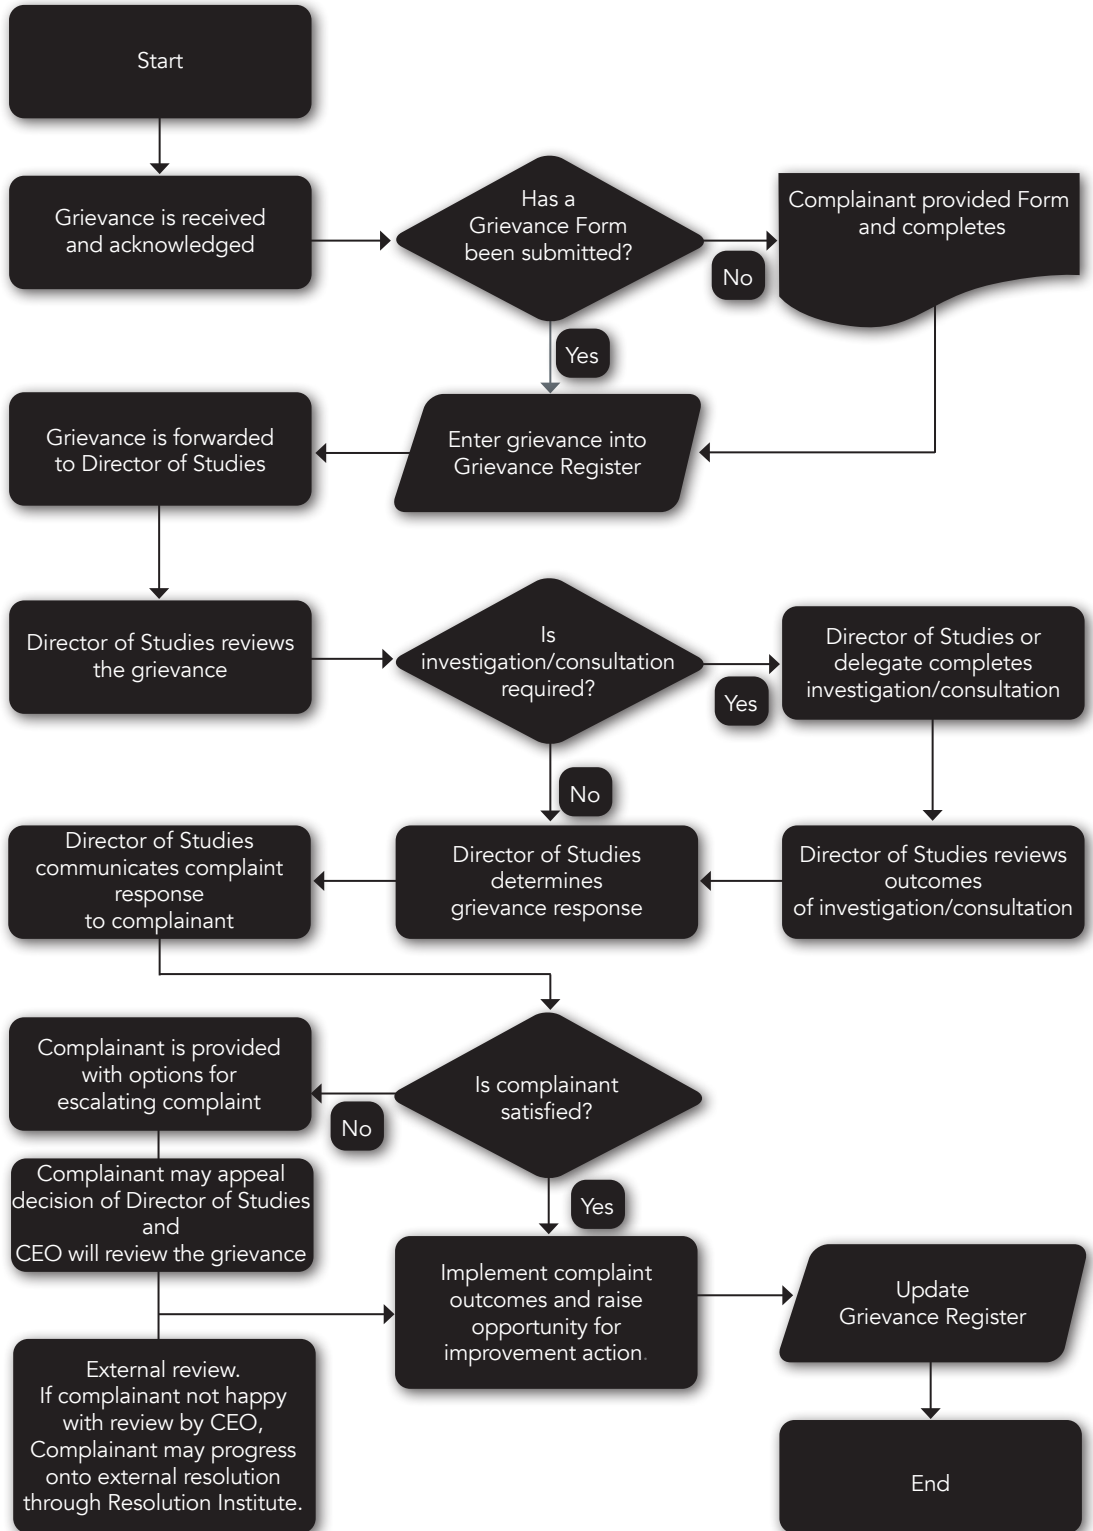 Start
Grievance is received
and acknowledged
Has a
Grievance Form
been submitted?
No
Complainant provided Form
and completes
Yes
Enter grievance into
Grievance Register
Grievance is forwarded
to Director of Studies
Director of Studies reviews
the grievance
Is
investigation/consultation
required?
Yes
Director of Studies or
delegate completes
investigation/consultation
No
Director of Studies reviews
outcomes
of investigation/consultation
Director of Studies
determines
grievance response
Director of Studies
communicates complaint
response
to complainant
Is complainant
satisfied?
No
Complainant is provided
with options for
escalating complaint
Complainant may appeal
decision of Director of Studies
and
CEO will review the grievance
External review.
If complainant not happy
with review by CEO,
Complainant may progress
onto external resolution
through Resolution Institute.
Yes
Implement complaint
outcomes and raise
opportunity for
improvement action.
Update
Grievance Register
End